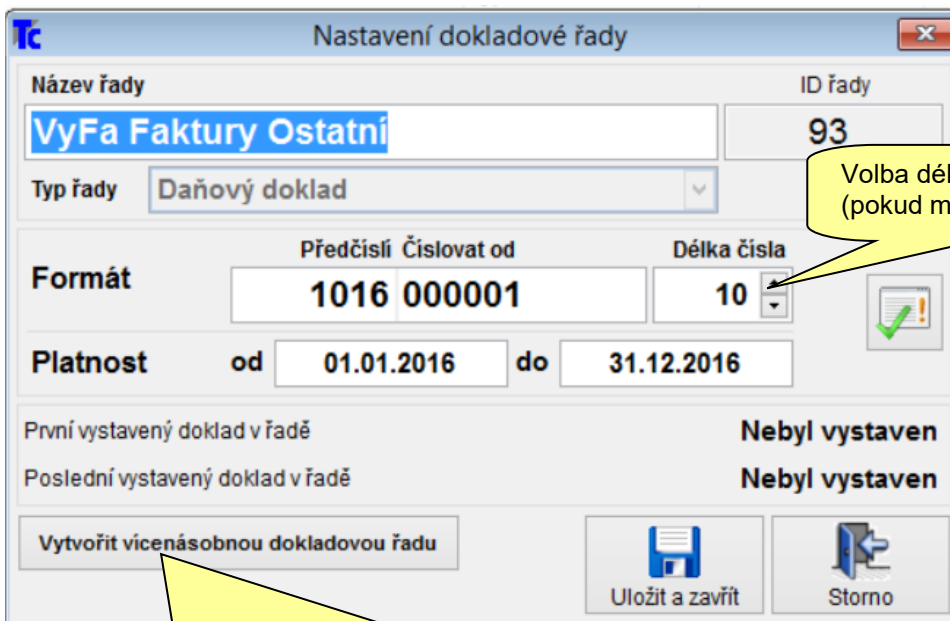 Tc Nastavení dokladové řady
Název řady ID řady
VyFa Faktury Ostatní 93
Typ řady Daňový doklad
Volba dél
(pokud m
Předčíslí Číslovat od Délka čísla
Formát 1016 000001 10
Platnost od 01.01.2016 do 31.12.2016
První vystavený doklad v řadě Nebyl vystaven
Poslední vystavený doklad v řadě Nebyl vystaven
Vytvořit vícenásobnou dokladovou řadu
Uložit a zavřít Storno